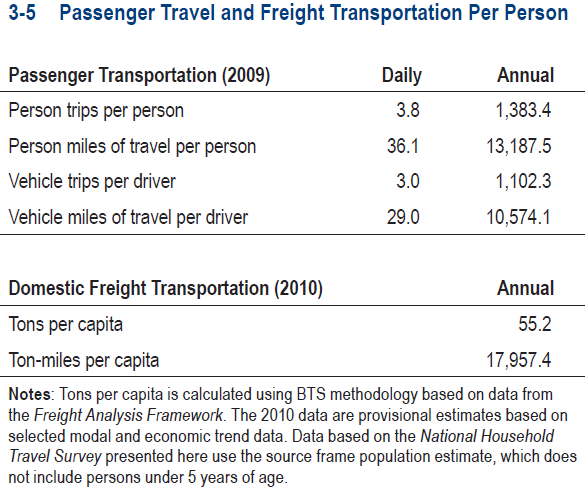 3-5 Passenger Travel and Freight Transportation Per Person
Passenger Transportation (2009) Daily Annual
Person trips per person 3.8 1,383.4
Person miles of travel per person 36.1 13,187.5
Vehicle trips per driver 3.0 1,102.3
Vehicle miles of travel per driver 29.0 10,574.1
Domestic Freight Transportation (2010) Annual
Tons per capita 55.2
Ton-miles per capita 17,957.4
Notes: Tons per capita is calculated using BTS methodology based on data from
the Freight Analysis Framework. The 2010 data are provisional estimates based on
selected modal and economic trend data. Data based on the National Household
Travel Survey presented here use the source frame population estimate, which does
not include persons under 5 years of age.